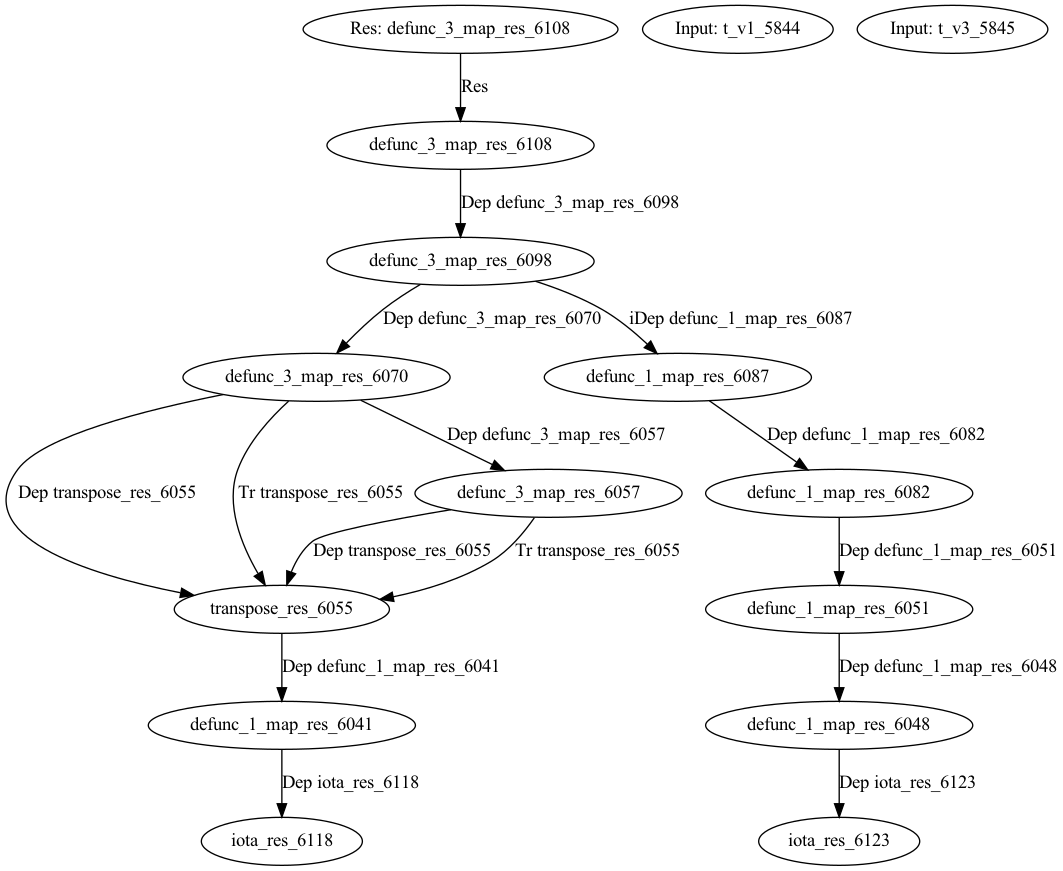 Res: defunc_3_map_res_6108
Input: t_v1_5844
Input: t_v3_5845
Res
defunc_3_map_res_6108
Dep defunc_3_map_res_6098
defunc_3_map_res_6098
Dep defunc_3_map_res_6070
iDep defunc_1_map_res_6087
defunc_3_map_res_6070
defunc_1_map_res_6087
Dep defunc_3_map_res_6057
Dep defunc_1_map_res_6082
Dep transpose_res_6055
Tr transpose_res_6055
defunc_3_map_res_6057
defunc_1_map_res_6082
Dep transpose_res_6055
Tr transpose_res_6055
Dep defunc_1_map_res_6051
transpose_res_6055
defunc_1_map_res_6051
Dep defunc_1_map_res_6041
Dep defunc_1_map_res_6048
defunc_1_map_res_6041
defunc_1_map_res_6048
Dep iota_res_6118
Dep iota_res_6123
iota_res_6118
iota_res_6123